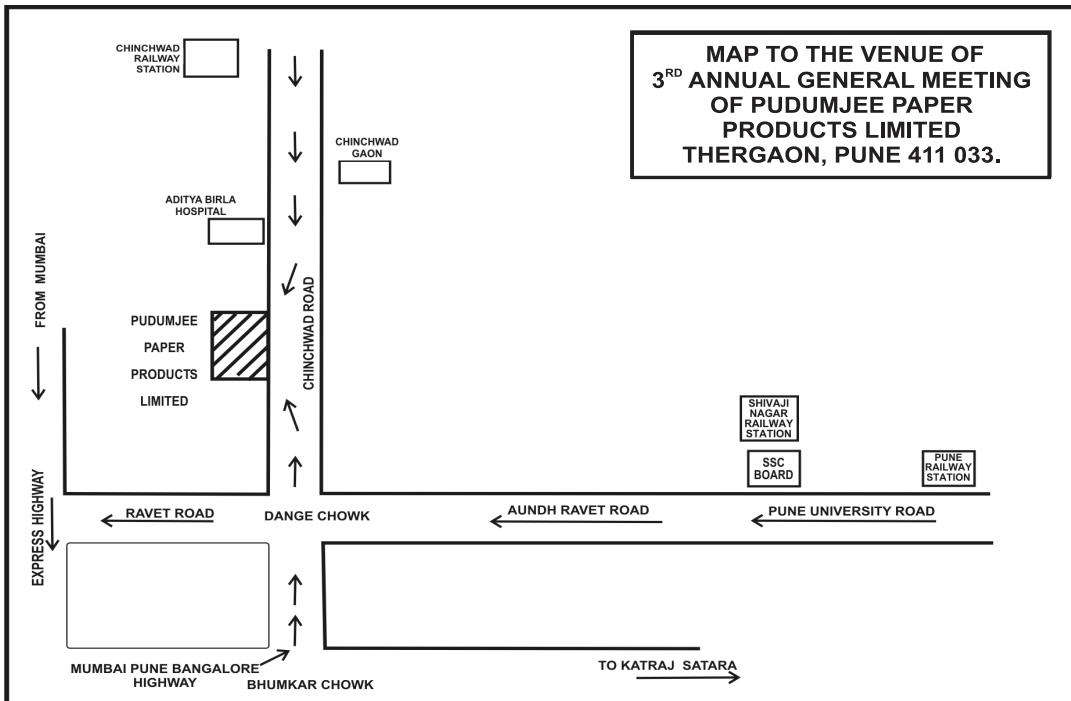 MAP TO THE VENUE OF
3RD ANNUAL GENERAL MEETING
OF PUDUMJEE PAPER
PRODUCTS LIMITED
THERGAON, PUNE 411 033.
CHINCHWAD
RAILWAY
STATION
CHINCHWAD
GAON
ADITYA BIRLA
HOSPITAL
FROM MUMBAI
CHINCHWAD ROAD
PUDUMJEE
PAPER
PRODUCTS
LIMITED
SHIVAJI
NAGAR
RAILWAY
STATION
SSC
BOARD
PUNE
RAILWAY
STATION
EXPRESS HIGHWAY
RAVET ROAD
DANGE CHOWK
AUNDH RAVET ROAD
PUNE UNIVERSITY ROAD
MUMBAI PUNE BANGALORE
HIGHWAY
BHUMKAR CHOWK
TO KATRAJ SATARA